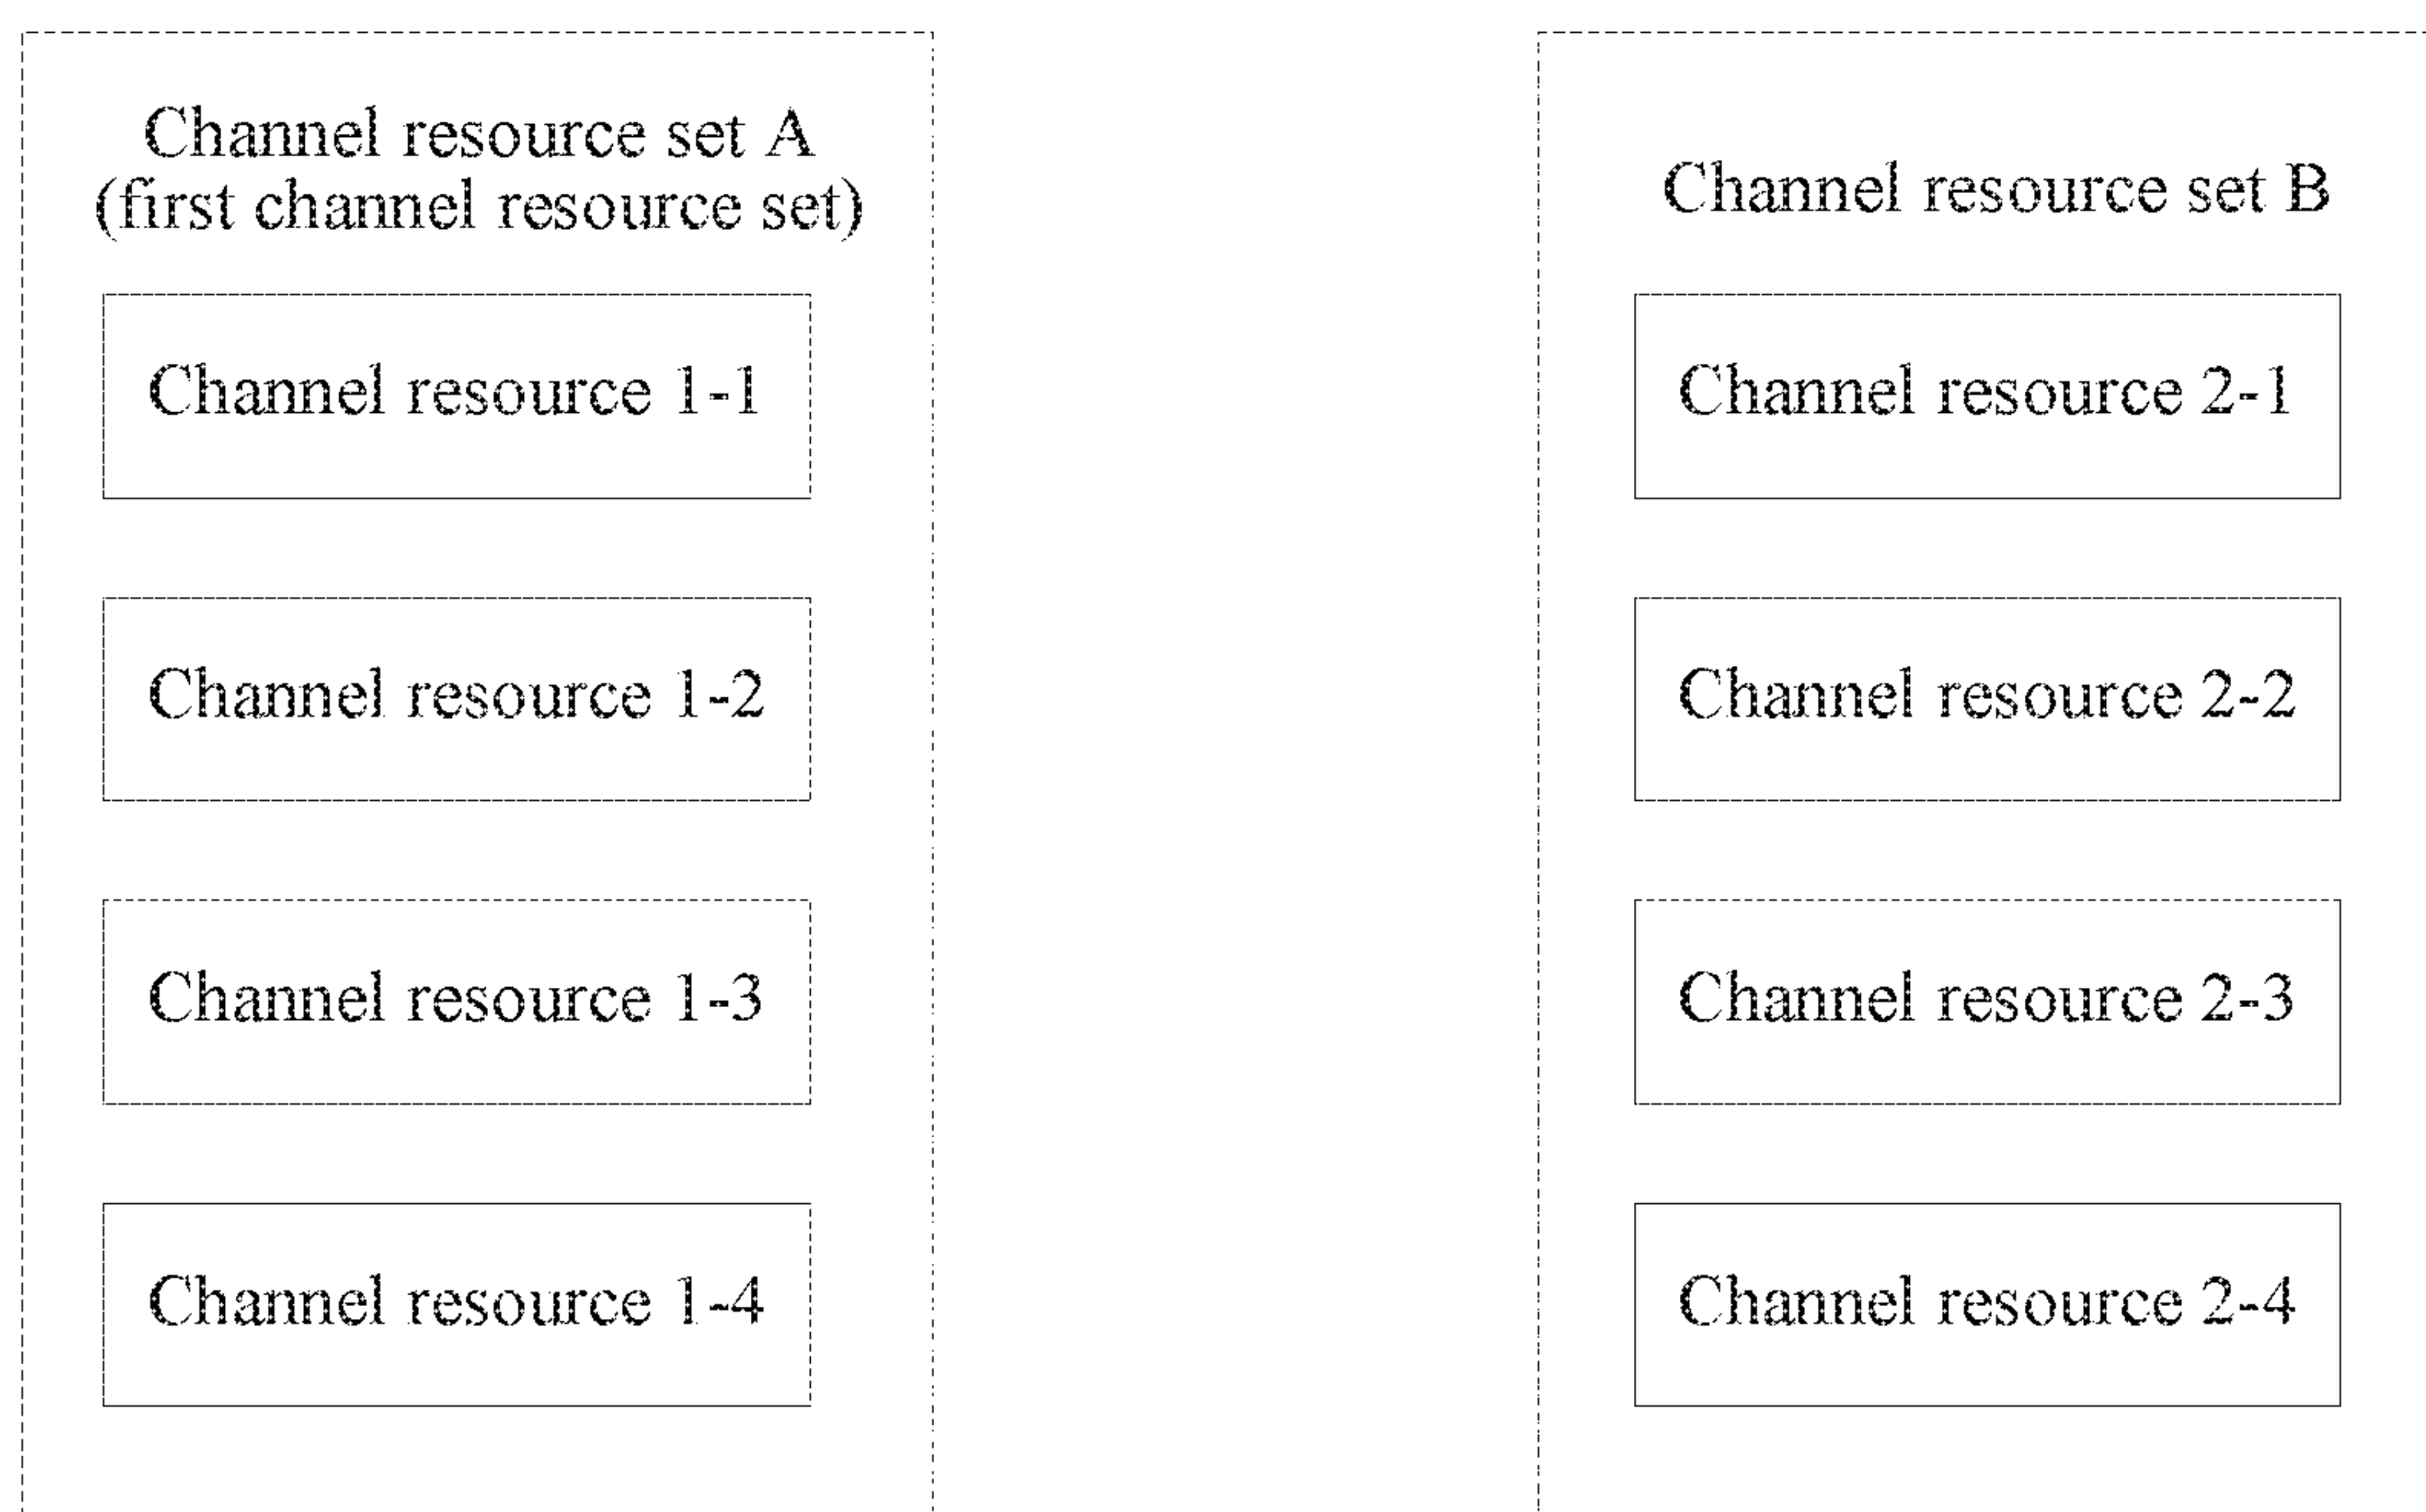 Channel resource set A
(first channel resource set)
Channel resource 1-1
Channel resource 1-2
Channel resource 1-3
Channel resource 1-4
Channel resource set B
Channel resource 2-1
Channel resource 2-2
Channel resource 2-3
Channel resource 2-4